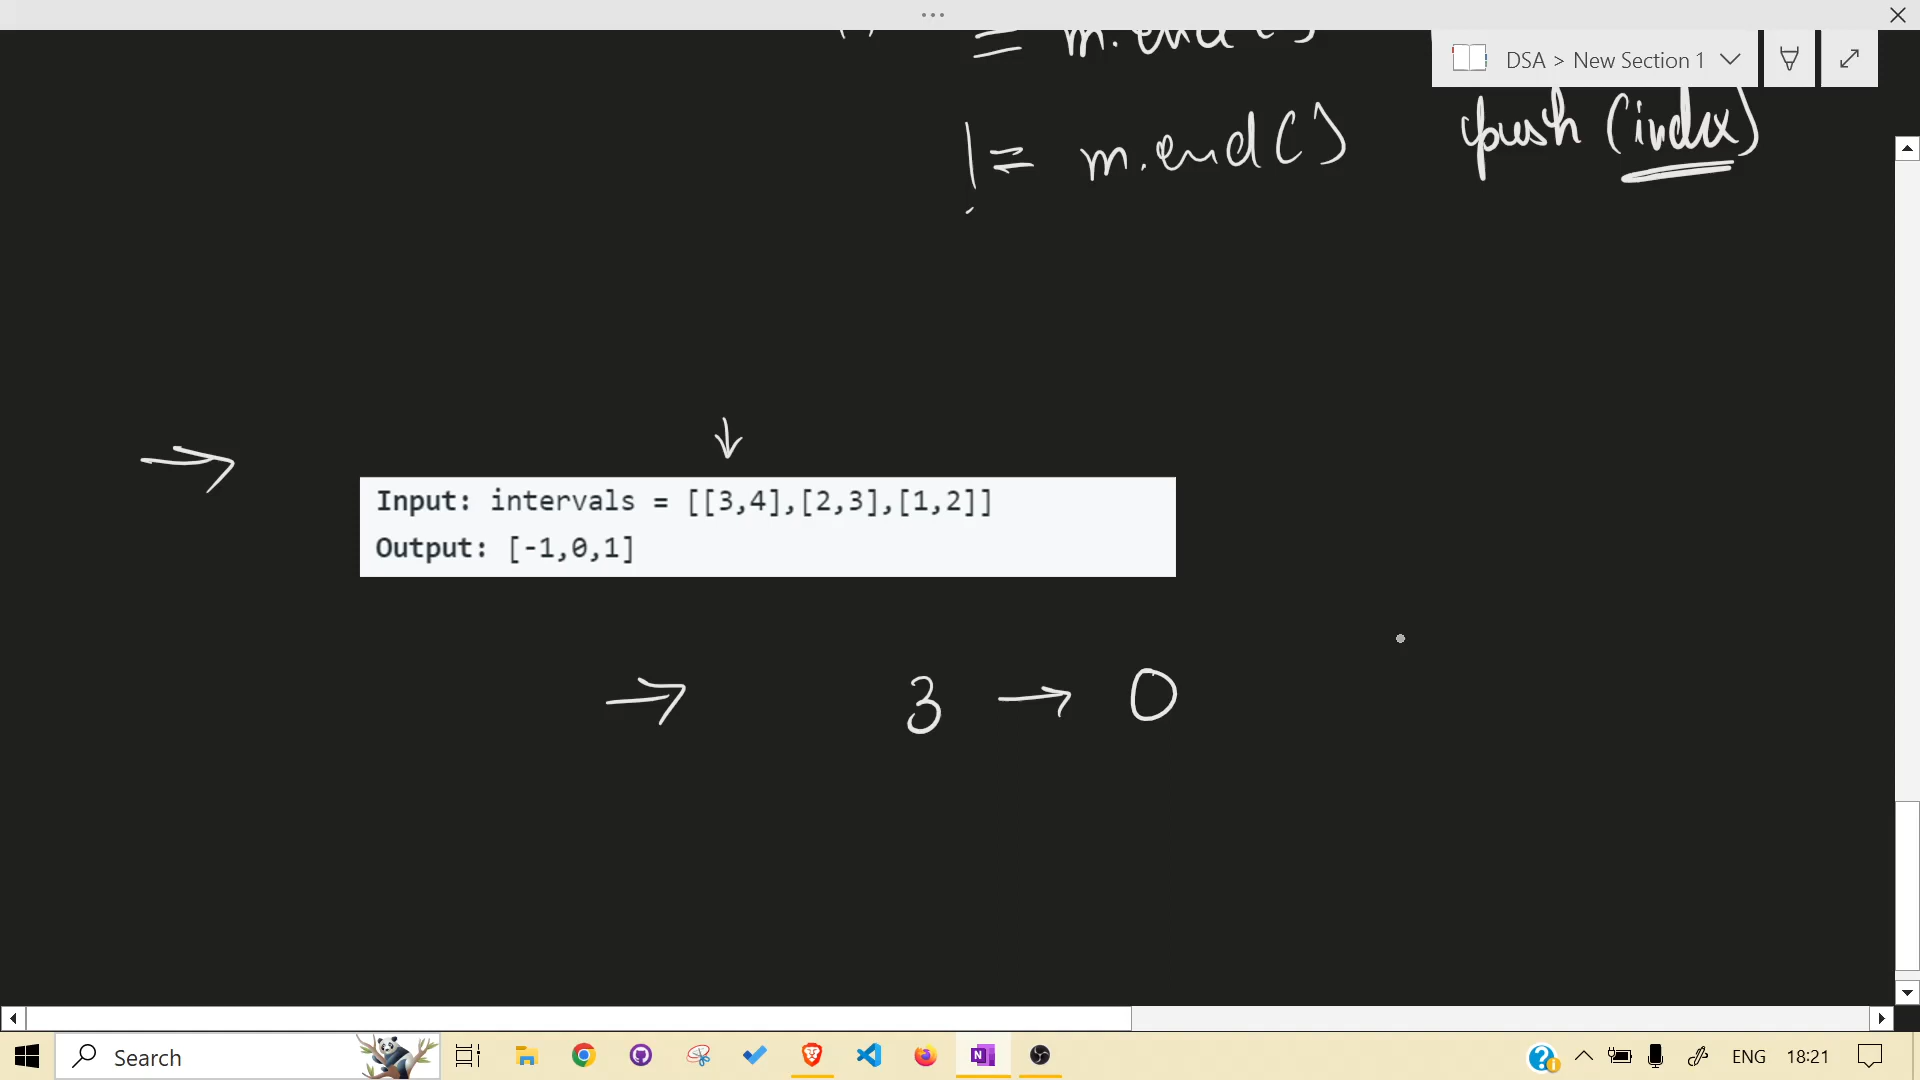 = m.end()
DSA > New Section 1
!= m.end() push (index)
Input: intervals = [[3,4],[2,3],[1,2]]
Output: [-1,0,1]
→ 3 → 0
Search
ENG 18:21